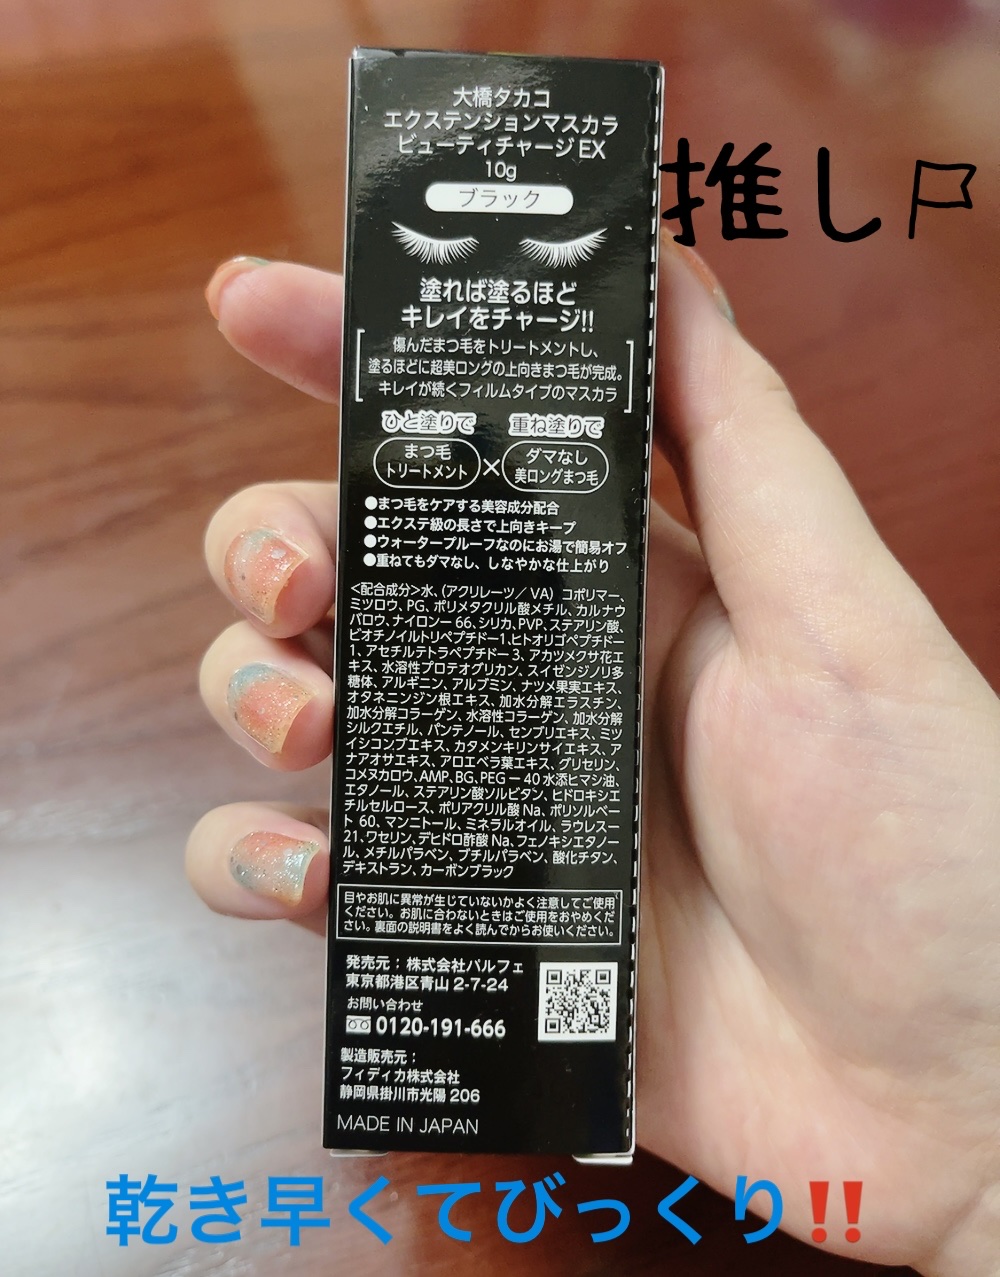 大橋タカコ
エクステンションマスカラ
ビューティチャージEX
10g
ブラック
推し
塗れば塗るほど
キレイをチャージ!!
傷んだまつ毛をトリートメントし、
塗るほどに超美ロングの上向きまつ毛が完成。
キレイが続くフィルムタイプのマスカラ
ひと塗りで 重ね塗りで
まつ毛
トリートメント
×
ダマなし
美ロングまつ毛
●まつ毛をケアする美容成分配合
●エクステ級の長さで上向きキープ
●ウォータープルーフなのにお湯で簡易オフ
●重ねてもダマなし、しなやかな仕上がり
<配合成分>水、(アクリレーツ/VA) コポリマー、
ミツロウ、PG、ポリメタクリル酸メチル、カルナウ
バロウ、ナイロンー66、シリカ、PVP、ステアリン酸、
ビオチノイルトリペプチドー1、ヒトオリゴペプチドー
1、アセチルテトラペプチドー3、アカツメクサ花エ
キス、水溶性プロテオグリカン、スイゼンジノリ多
糖体、アルギニン、アルブミン、ナツメ果実エキス、
オタネニンジン根エキス、加水分解エラスチン、
加水分解コラーゲン、水溶性コラーゲン、加水分解
シルクエチル、パンテノール、センブリエキス、ミツ
イシコンブエキス、カタメンキリンサイエキス、ア
ナアオサエキス、アロエベラ葉エキス、グリセリン、
コメヌカロウ、AMP、BG、PEGー40水添ヒマシ油、
エタノール、ステアリン酸ソルビタン、ヒドロキシエ
チルセルロース、ポリアクリル酸Na、ポリソルベー
ト60、マンニトール、ミネラルオイル、ラウレスー
21、ワセリン、デヒドロ酢酸Na、フェノキシエタノー
ル、メチルパラベン、ブチルパラベン、酸化チタン、
デキストラン、カーボンブラック
目やお肌に異常が生じていないかよく注意してご使用
ください。お肌に合わないときはご使用をおやめくだ
さい。裏面の説明書をよく読んでからお使いください。
発売元：株式会社パルフェ
東京都港区青山2-7-24
お問い合わせ
0120-191-666
製造販売元：
フィディカ株式会社
静岡県掛川市光陽206
MADE IN JAPAN
乾き早くてびっくり‼️